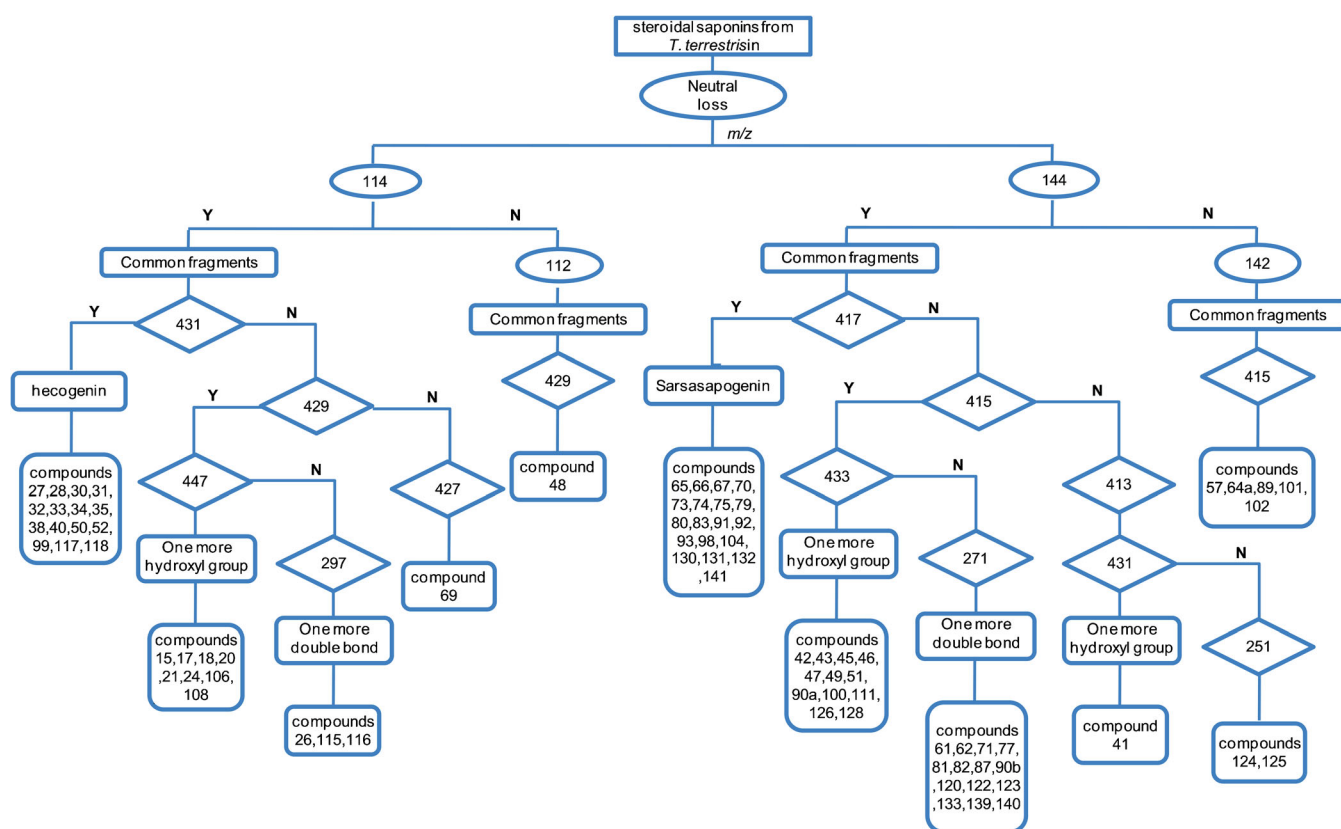 steroidal saponins from
T. terrestrisin
Neutral
loss
m/z
114
144
Y
N
Y
N
Common fragments
112
Common fragments
142
Y
431
N
Common fragments
Y
417
N
Common fragments
hecogenin
429
Sarsasapogenin
415
Y
429
N
Y
415
N
compounds
27,28,30,31,
32,33,34,35,
38,40,50,52,
99,117,118
447
N
427
compound
48
compounds
65,66,67,70,
73,74,75,79,
80,83,91,92,
93,98,104,
130,131,132
,141
433
N
413
compounds
57,64a,89,101,
102
One more
hydroxyl group
297
compound
69
One more
hydroxyl group
271
431
N
compounds
15,17,18,20
,21,24,106,
108
One more
double bond
compounds
42,43,45,46,
47,49,51,
90a,100,111,
126,128
One more
double bond
One more
hydroxyl group
251
compounds
26,115,116
compounds
61,62,71,77,
81,82,87,90b
,120,122,123
,133,139,140
compound
41
compounds
124,125